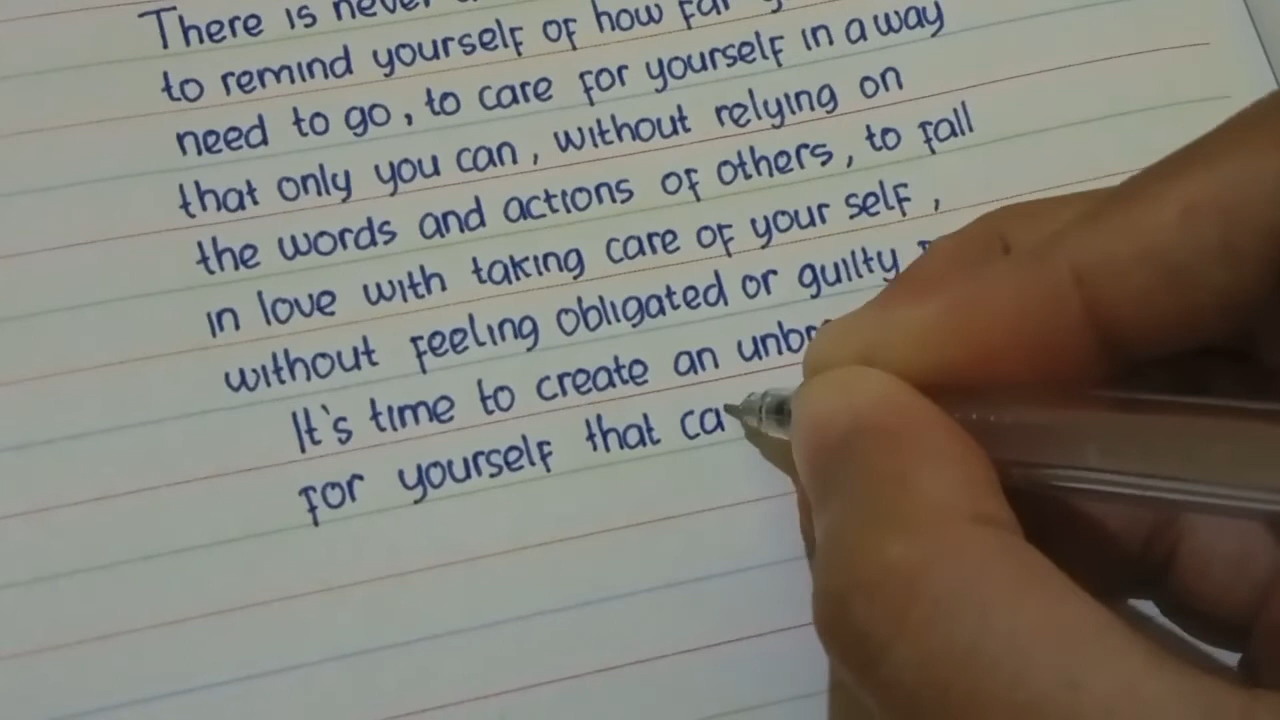 There is never
to remind yourself of how far
need to go, to care for yourself in a way
that only you can, without relying on
the words and actions of others, to fall
in love with taking care of your self,
without feeling obligated or guilty
It's time to create an
for yourself that